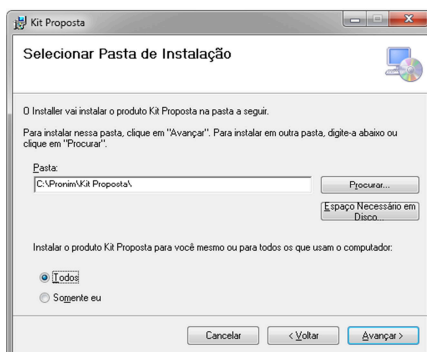 Kit Proposta
Selecionar Pasta de Instalação
O Installer vai instalar o produto Kit Proposta na pasta a seguir.
Para instalar nessa pasta, clique em "Avançar". Para instalar em outra pasta, digite-a abaixo ou
clique em "Procurar".
Pasta:
C:\Pronim\Kit Proposta\
Procurar...
Espaço Necessário em
Disco...
Instalar o produto Kit Proposta para você mesmo ou para todos os que usam o computador:
Todos
Somente eu
Cancelar
< Voltar
Avançar >